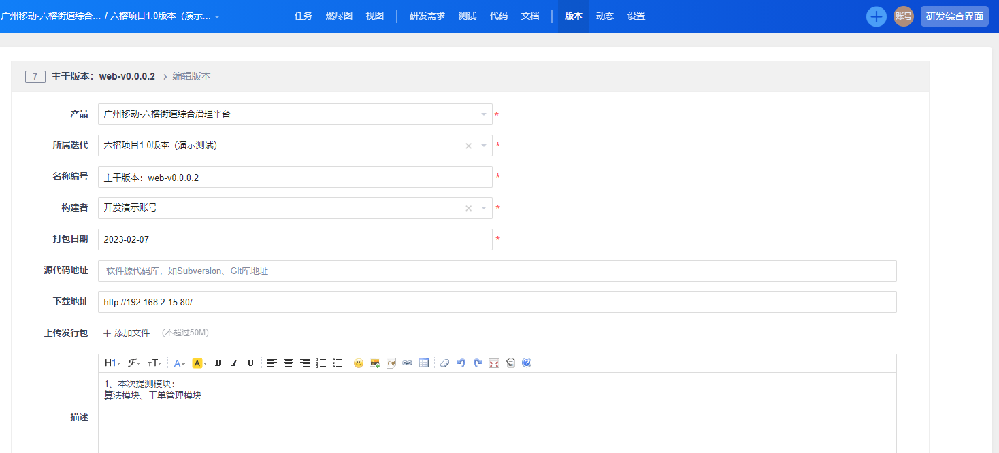 广州移动-六榕街道综合... / 六榕项目1.0版本（演示...
任务 燃尽图 视图 研发需求 测试 代码 文档 版本 动态 设置
账号 研发综合界面
7 主干版本：web-v0.0.0.2 > 编辑版本
产品 广州移动-六榕街道综合治理平台 *
所属迭代 六榕项目1.0版本（演示测试） *
名称编号 主干版本：web-v0.0.0.2 *
构建者 开发演示账号 *
打包日期 2023-02-07 *
源代码地址 软件源代码库，如Subversion、Git库地址
下载地址 http://192.168.2.15:80/
上传发行包 + 添加文件 （不超过50M）
H1 F тT A A B I U C#
1、本次提测模块：
算法模块、工单管理模块
描述